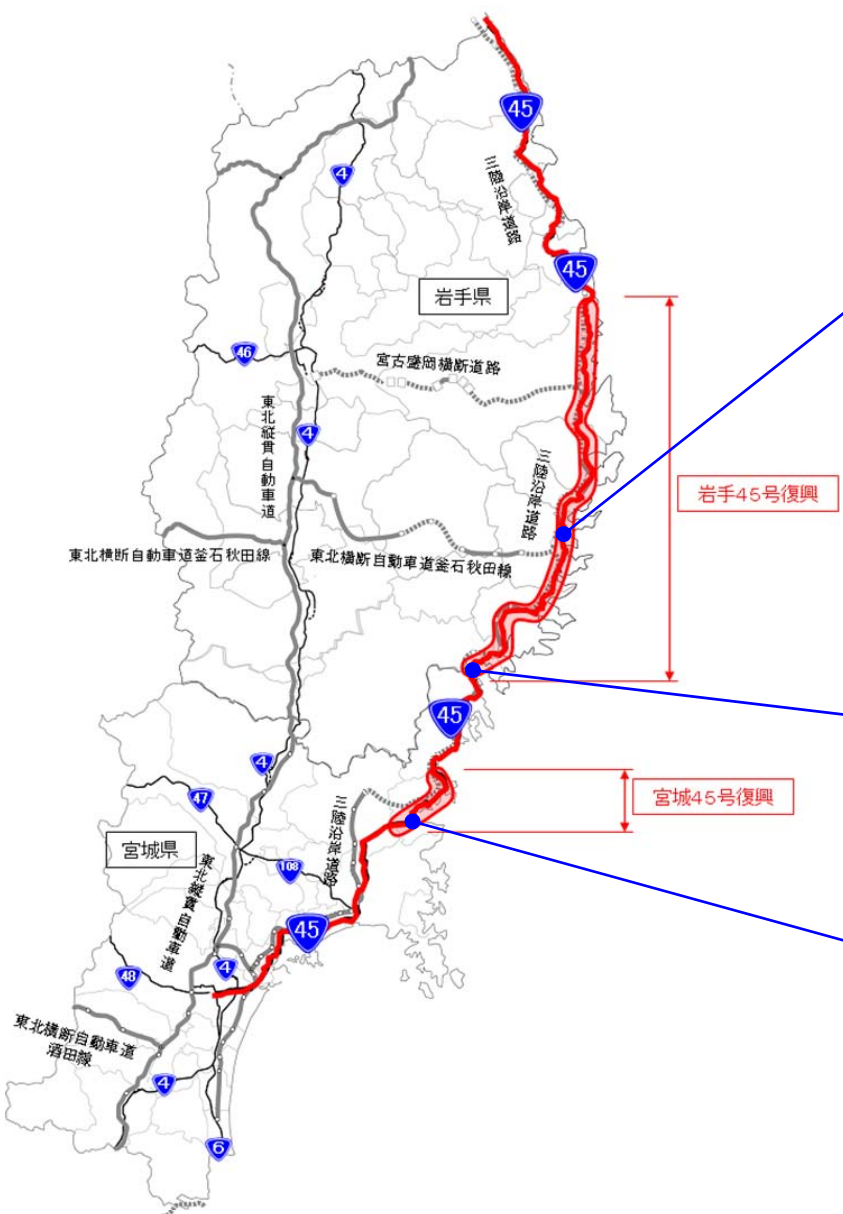 45
三陸沿岸道路
4
45
岩手県
46
宮古盛岡横断道路
東北縦貫自動車道
4
三陸沿岸道路
岩手45号復興
東北横断自動車道釜石秋田線
東北横断自動車道釜石秋田線
45
4
47
三陸沿岸道路
宮城45号復興
宮城県
108
東北縦貫自動車道
45
4
48
東北横断自動車道
酒田線
4
6